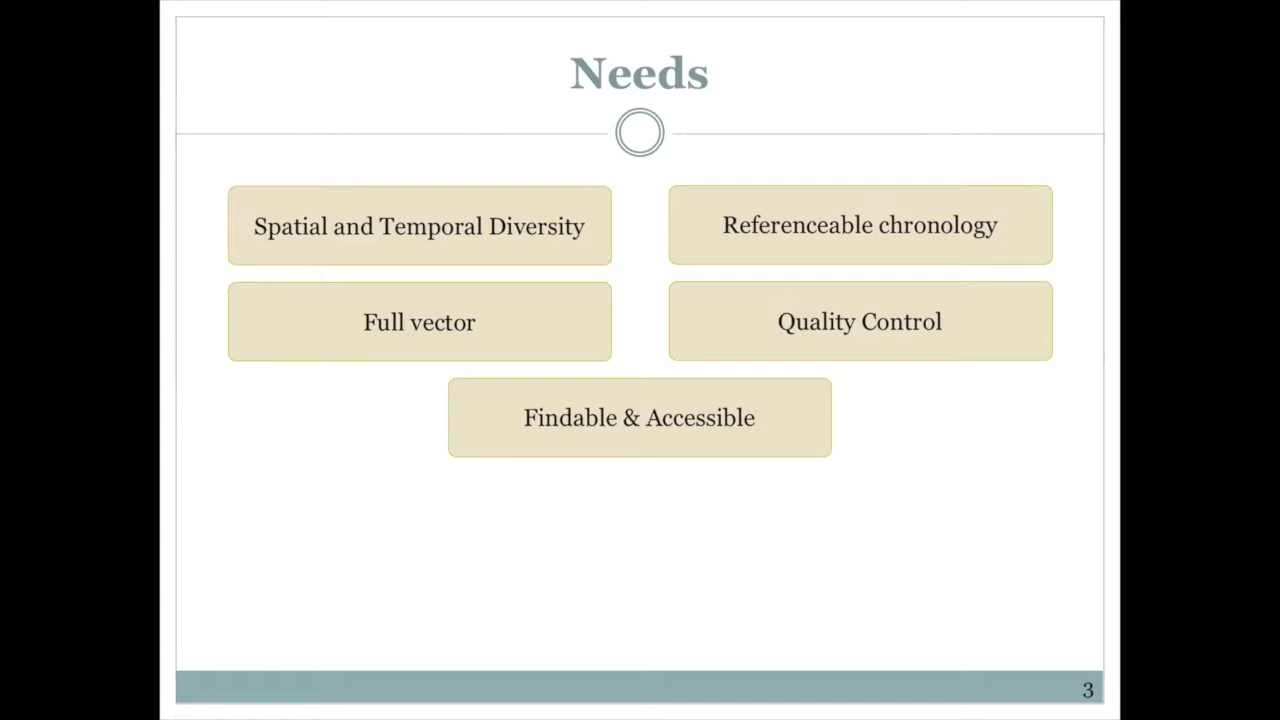 Needs
Spatial and Temporal Diversity
Referenceable chronology
Full vector
Quality Control
Findable & Accessible
3